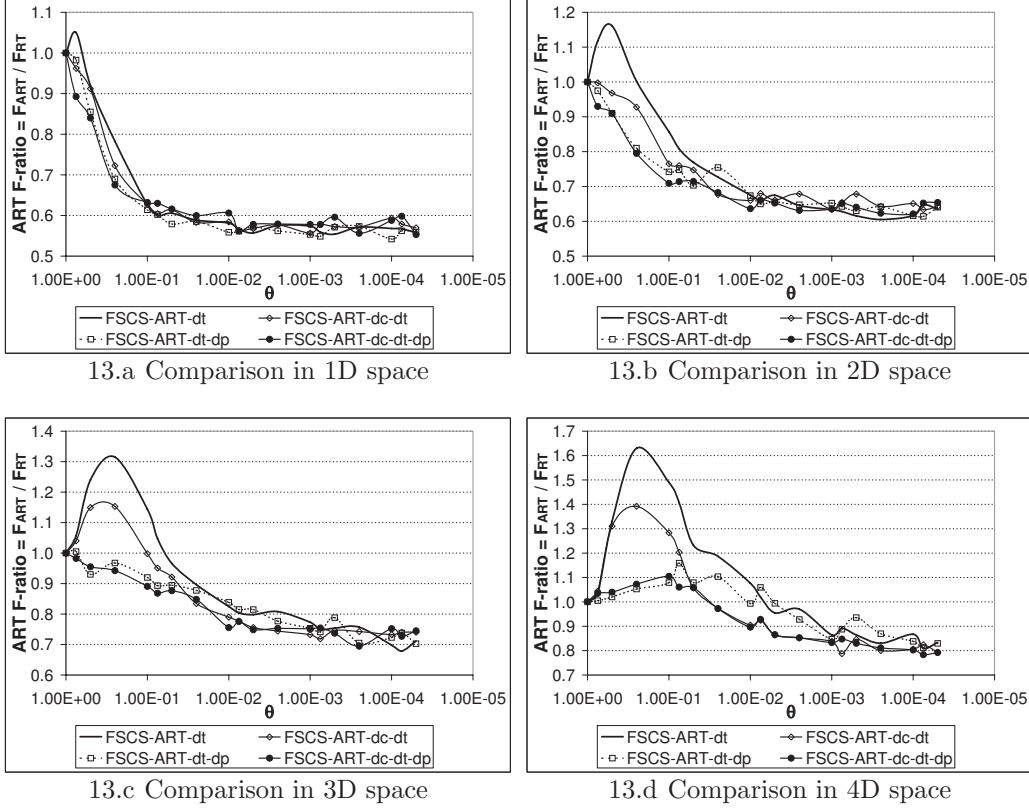 ART F-ratio = FART / FRT
1.1
1.0
0.9
0.8
0.7
0.6
0.5
1.00E+00 1.00E-01 1.00E-02 1.00E-03 1.00E-04 1.00E-05
θ
FSCS-ART-dt FSCS-ART-dc-dt
FSCS-ART-dt-dp FSCS-ART-dc-dt-dp
13.a Comparison in 1D space
ART F-ratio = FART / FRT
1.2
1.1
1.0
0.9
0.8
0.7
0.6
0.5
1.00E+00 1.00E-01 1.00E-02 1.00E-03 1.00E-04 1.00E-05
θ
FSCS-ART-dt FSCS-ART-dc-dt
FSCS-ART-dt-dp FSCS-ART-dc-dt-dp
13.b Comparison in 2D space
ART F-ratio = FART / FRT
1.4
1.3
1.2
1.1
1.0
0.9
0.8
0.7
0.6
1.00E+00 1.00E-01 1.00E-02 1.00E-03 1.00E-04 1.00E-05
θ
FSCS-ART-dt FSCS-ART-dc-dt
FSCS-ART-dt-dp FSCS-ART-dc-dt-dp
13.c Comparison in 3D space
ART F-ratio = FART / FRT
1.7
1.6
1.5
1.4
1.3
1.2
1.1
1.0
0.9
0.8
0.7
1.00E+00 1.00E-01 1.00E-02 1.00E-03 1.00E-04 1.00E-05
θ
FSCS-ART-dt FSCS-ART-dc-dt
FSCS-ART-dt-dp FSCS-ART-dc-dt-dp
13.d Comparison in 4D space